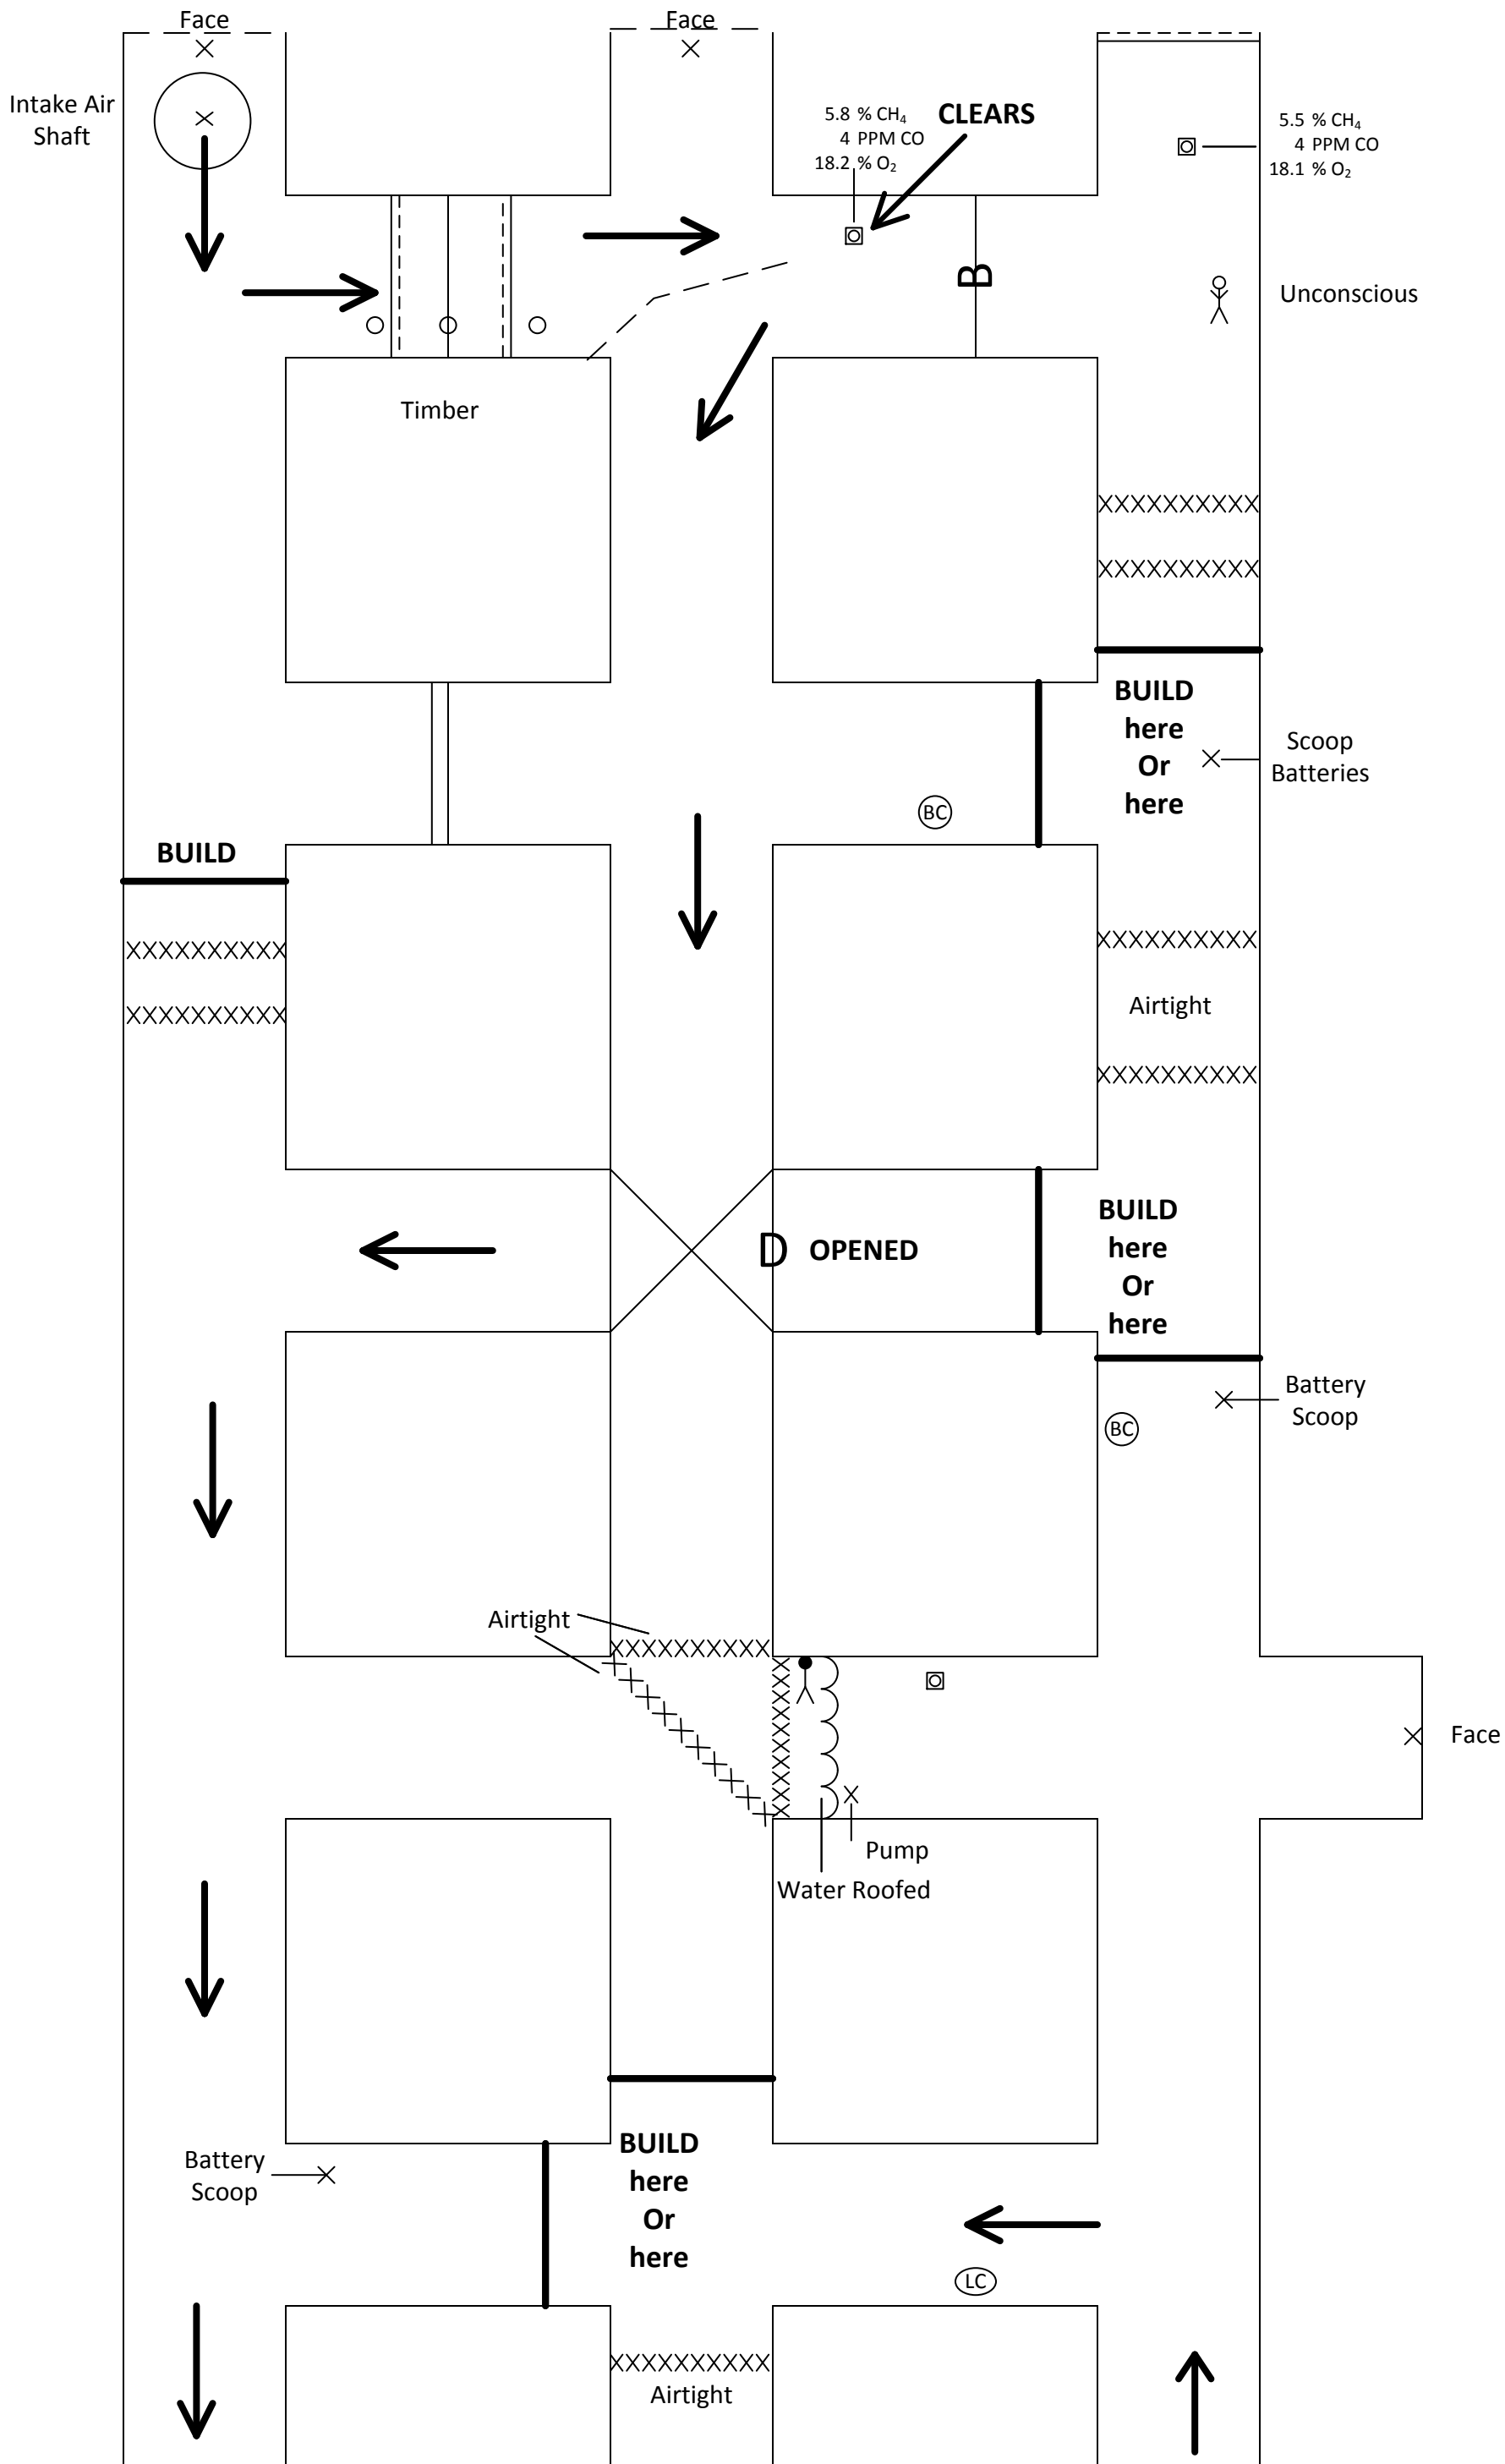 Face
Face
Intake Air
Shaft
5.8 % CH₄
4 PPM CO
18.2 % O₂
CLEARS
5.5 % CH₄
4 PPM CO
18.1 % O₂
B
Unconscious
Timber
BUILD
here
Or
here
Scoop
Batteries
BC
BUILD
Airtight
D
OPENED
BUILD
here
Or
here
Battery
Scoop
BC
Airtight
Face
Pump
Water Roofed
BUILD
here
Or
here
Battery
Scoop
LC
Airtight